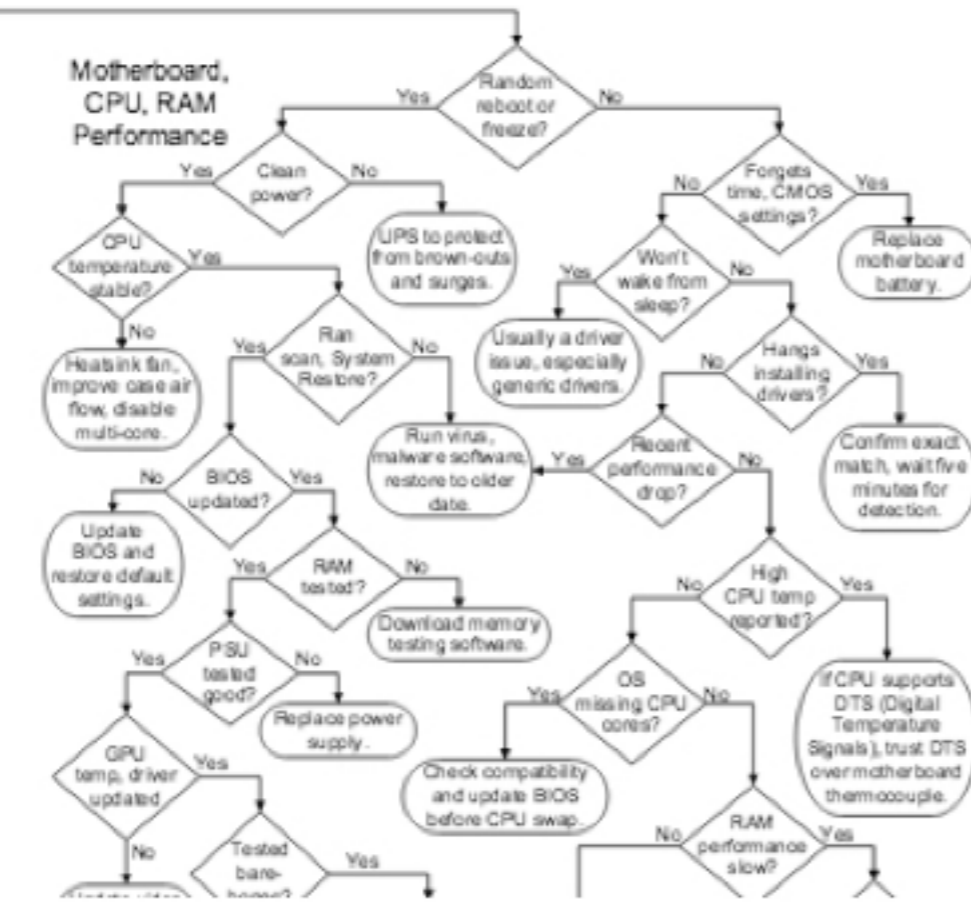 Motherboard,
CPU, RAM
Performance
Random
reboot or
freeze?
Yes
No
Clean
power?
Yes
No
Forgets
time, CMOS
settings?
No
Yes
CPU
temperature
stable?
Yes
No
UPS to protect
from brown-outs
and surges.
Won't
wake from
sleep?
Yes
No
Replace
motherboard
battery.
Heatsink fan,
improve case air
flow, disable
multi-core.
Ran
scan, System
Restore?
Yes
No
Usually a driver
issue, especially
generic drivers.
Hangs
installing
drivers?
No
Yes
BIOS
updated?
No
Yes
Run virus,
malware software,
restore to older
date.
Recent
performance
drop?
Yes
No
Confirm exact
match, wait five
minutes for
detection.
Update
BIOS and
restore default
settings.
RAM
tested?
Yes
No
High
CPU temp
reported?
No
Yes
Download memory
testing software.
PSU
tested
good?
Yes
No
Replace power
supply.
OS
missing CPU
cores?
Yes
No
If CPU supports
DTS (Digital
Temperature
Signals), trust DTS
over motherboard
thermocouple.
GPU
temp, driver
updated
Yes
No
Check compatibility
and update BIOS
before CPU swap.
RAM
performance
slow?
No
Yes
Tested
bare-
Yes